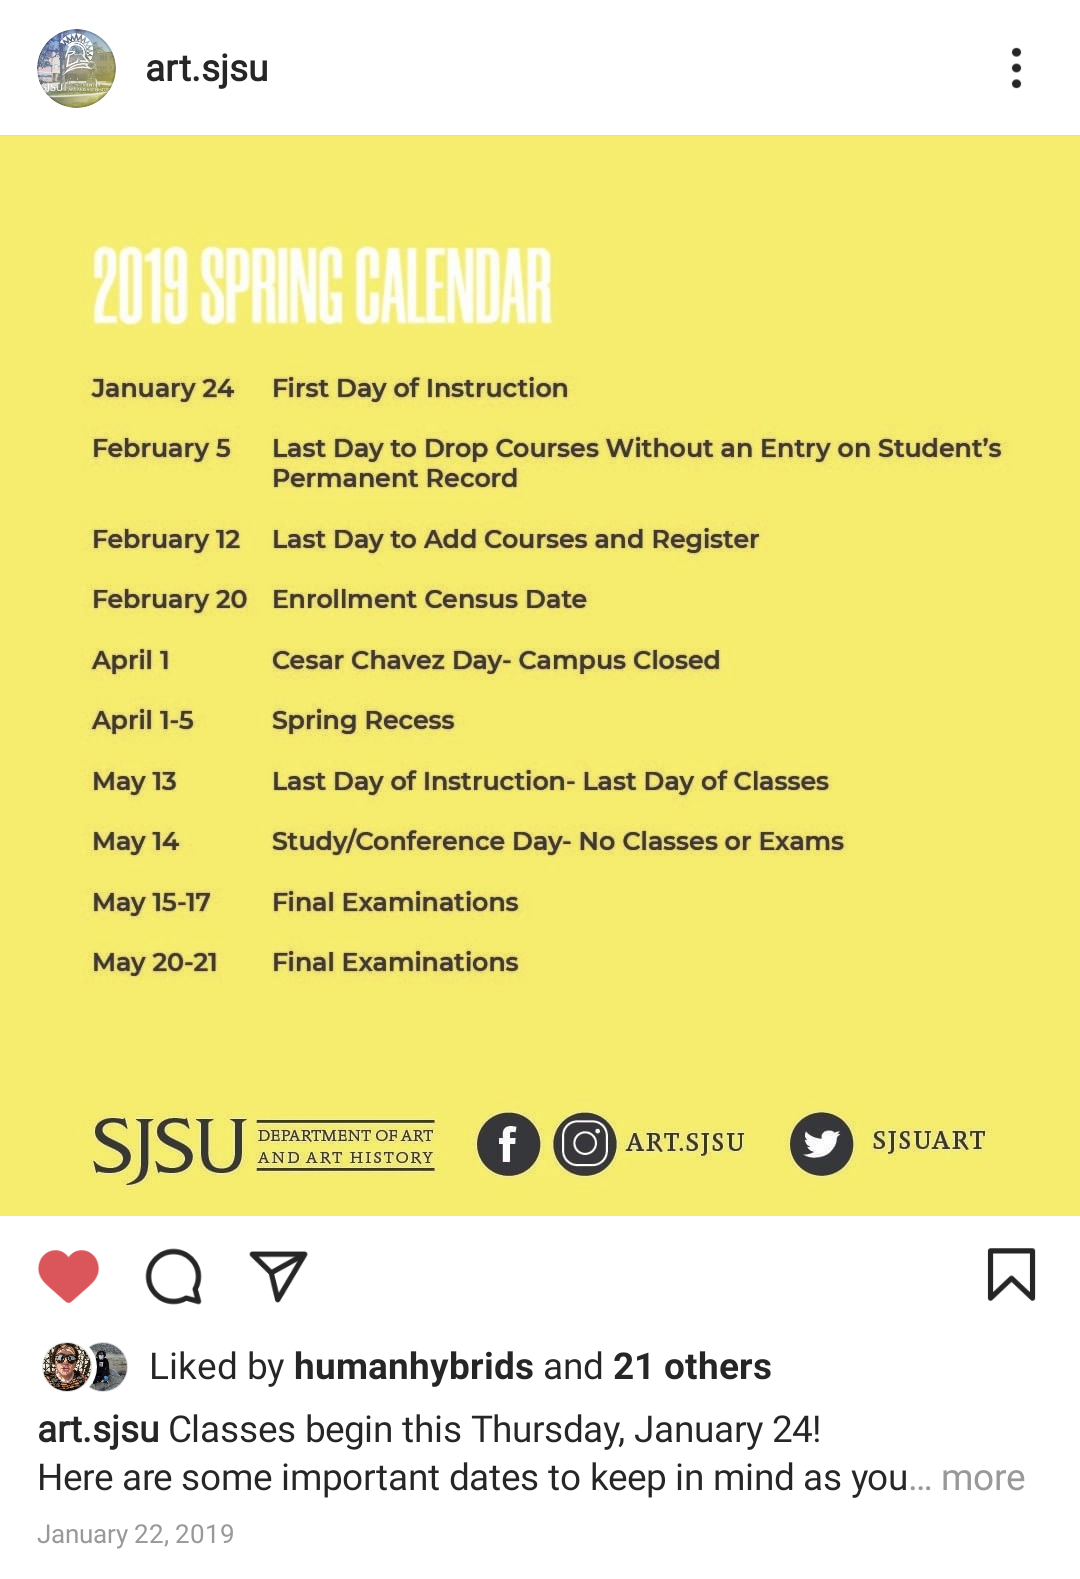 art.sjsu
2019 SPRING CALENDAR
January 24 First Day of Instruction
February 5 Last Day to Drop Courses Without an Entry on Student's
Permanent Record
February 12 Last Day to Add Courses and Register
February 20 Enrollment Census Date
April 1 Cesar Chavez Day- Campus Closed
April 1-5 Spring Recess
May 13 Last Day of Instruction- Last Day of Classes
May 14 Study/Conference Day- No Classes or Exams
May 15-17 Final Examinations
May 20-21 Final Examinations
SJSU DEPARTMENT OF ART
AND ART HISTORY
ART.SJSU
SJSUART
Liked by humanhybrids and 21 others
art.sjsu Classes begin this Thursday, January 24!
Here are some important dates to keep in mind as you... more
January 22, 2019